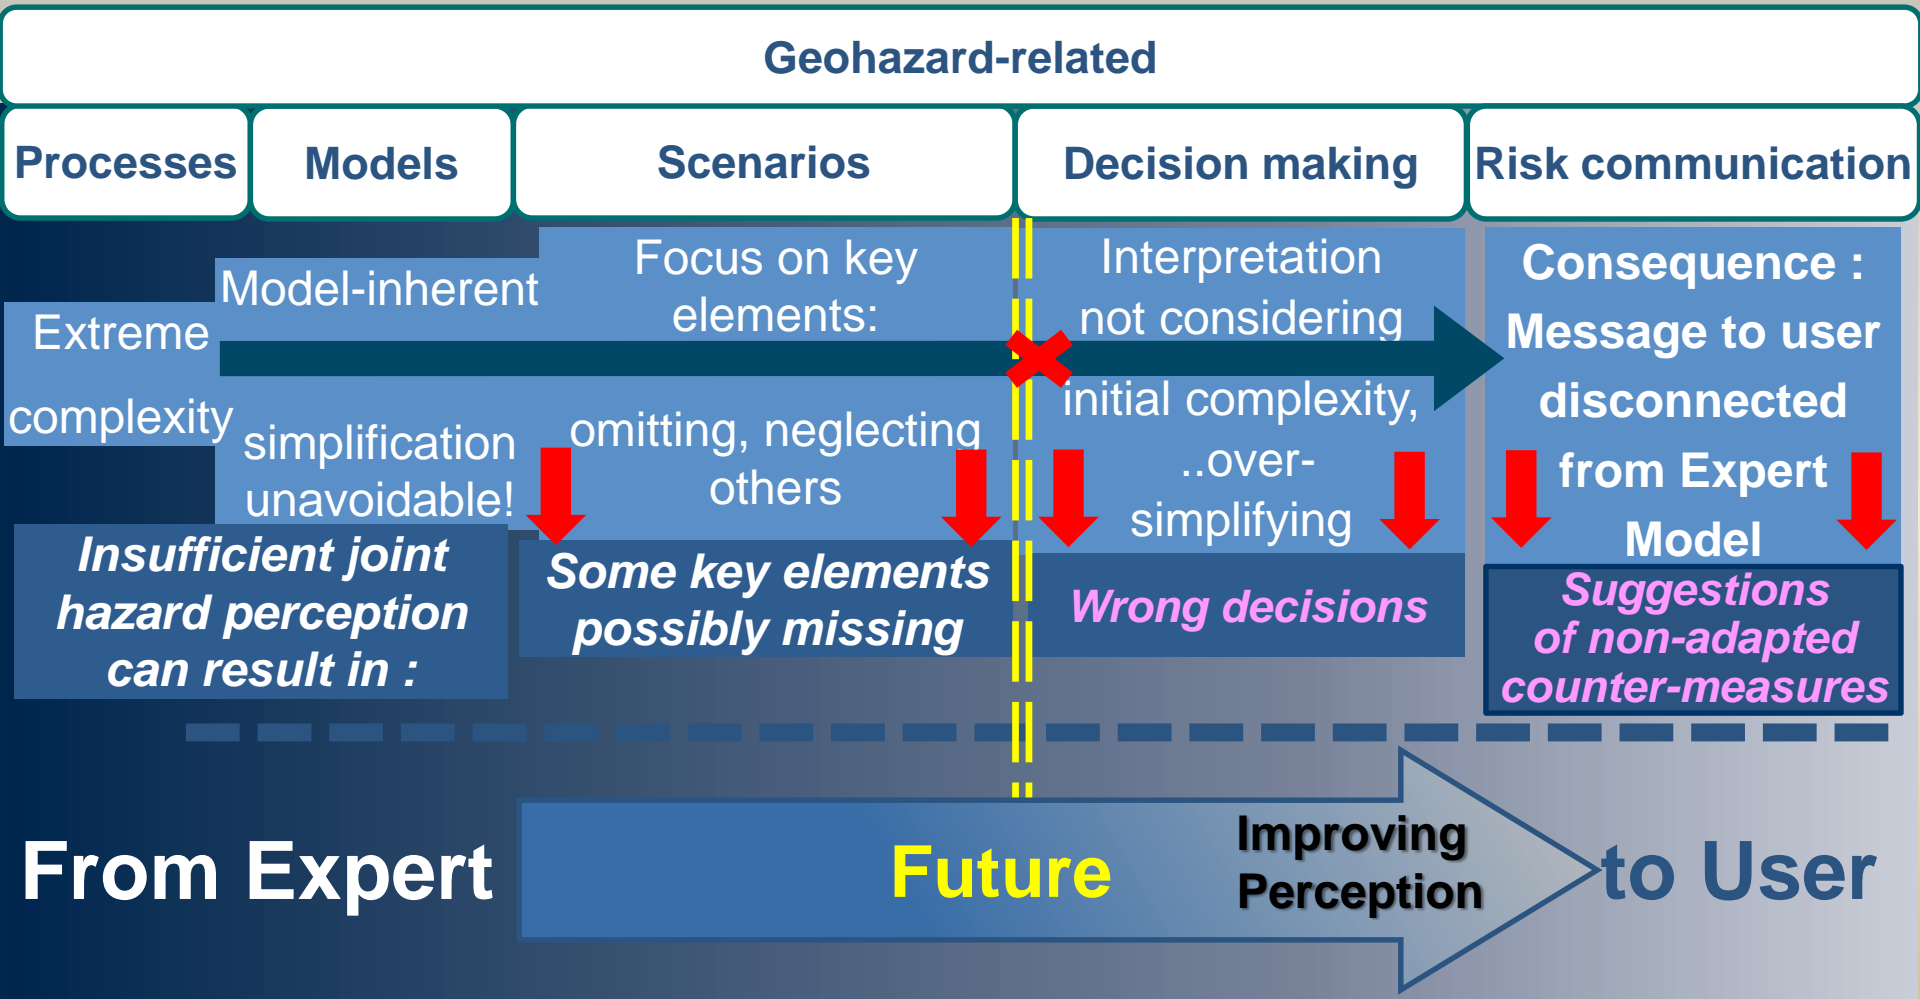 Geohazard-related
Processes
Models
Scenarios
Decision making
Risk communication
Extreme
complexity
Model-inherent
simplification
unavoidable!
Focus on key
elements:
omitting, neglecting
others
Interpretation
not considering
initial complexity,
..over-
simplifying
Consequence :
Message to user
disconnected
from Expert
Model
Insufficient joint
hazard perception
can result in :
Some key elements
possibly missing
Wrong decisions
Suggestions
of non-adapted
counter-measures
From Expert
Future
Improving
Perception
to User